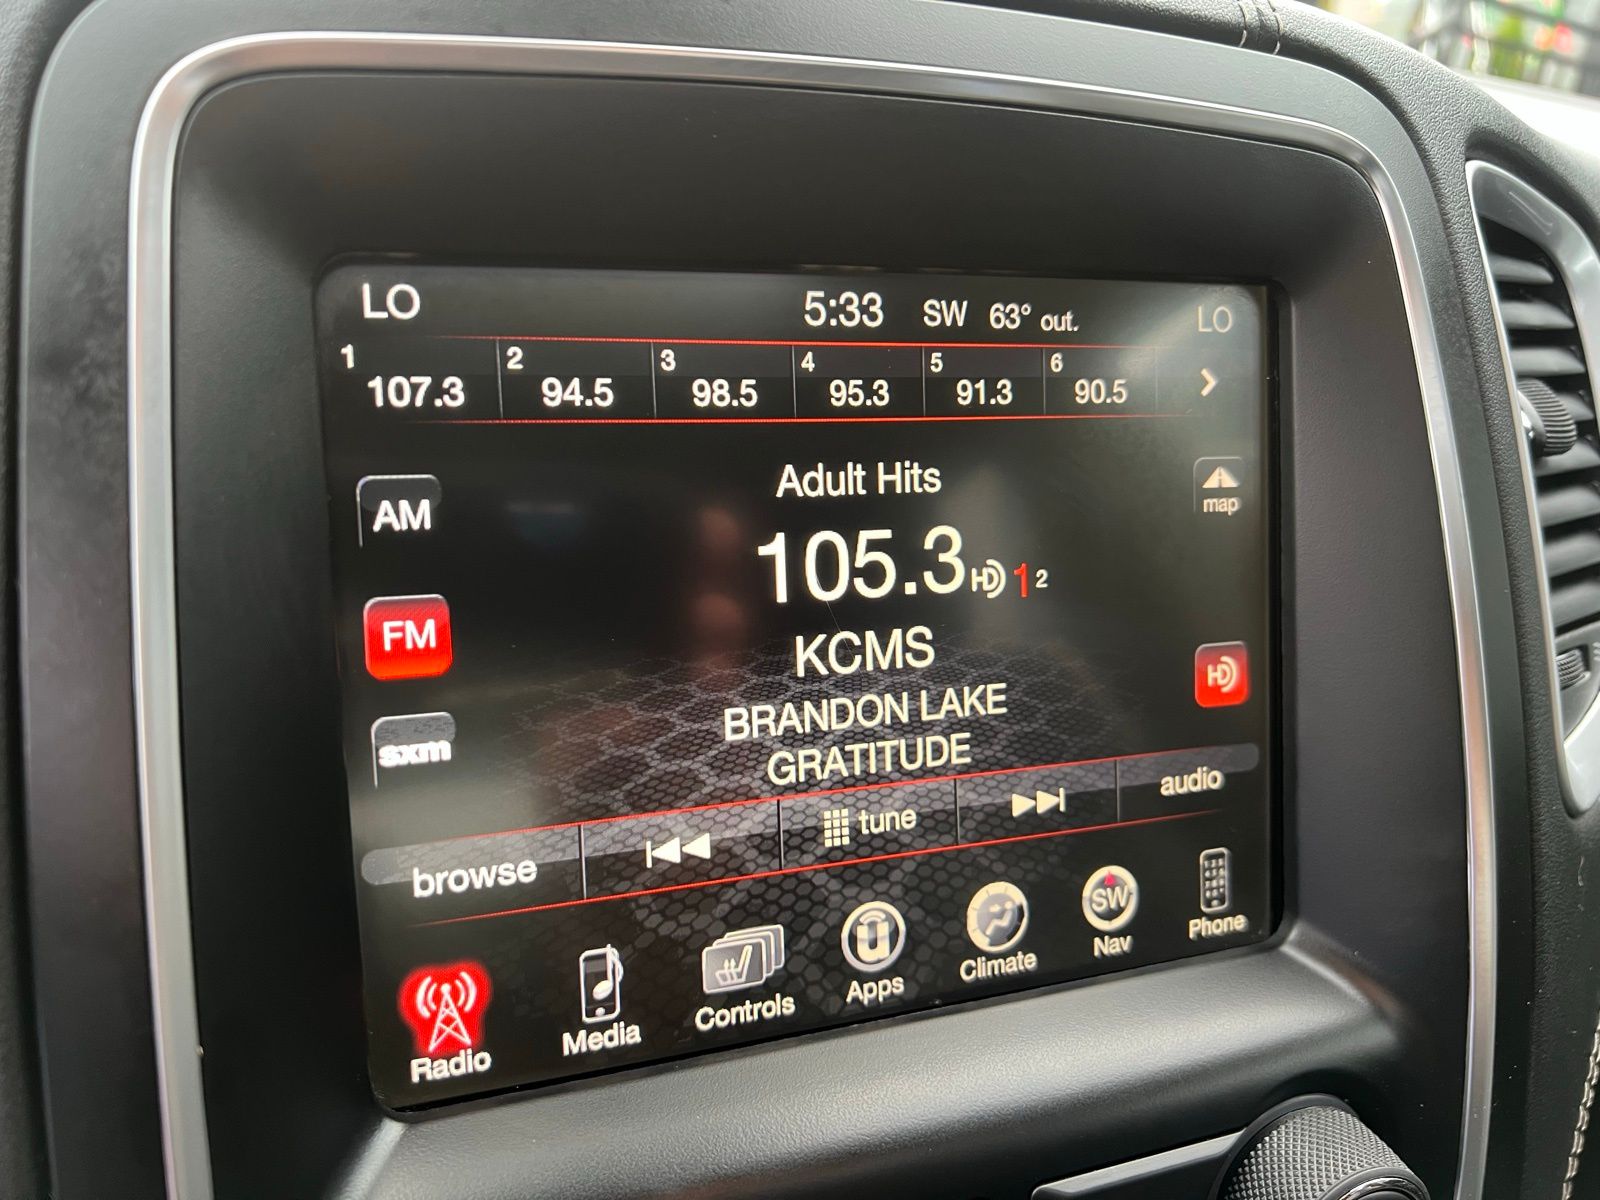 LO 5:33 SW 63° out. LO
1 2 3 4 5 6
107.3 94.5 98.5 95.3 91.3 90.5
Adult Hits
map
AM
105.3 HD 1 2
FM
KCMS
HD
BRANDON LAKE
sxm
GRATITUDE
browse tune audio
Radio Media Controls Apps Climate SW Nav Phone